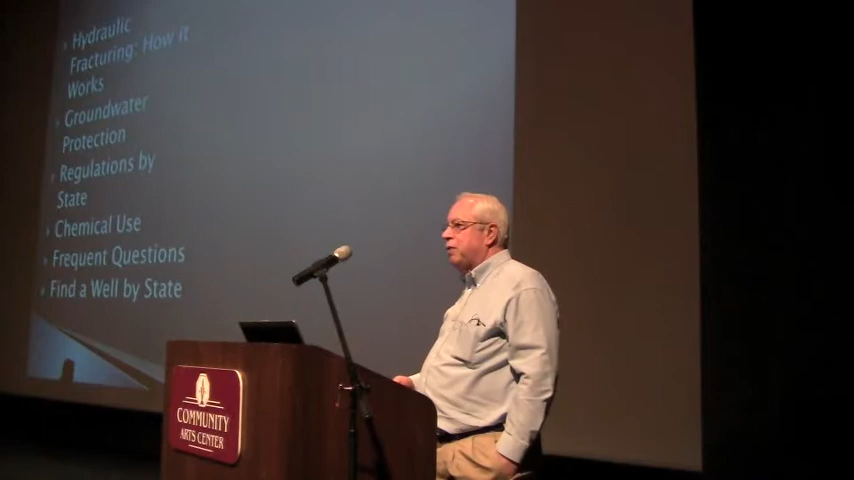 Hydraulic
Fracturing: How it
Works
Groundwater
Protection
Regulations by
State
Chemical Use
Frequent Questions
Find a Well by State
COMMUNITY
ARTS CENTER